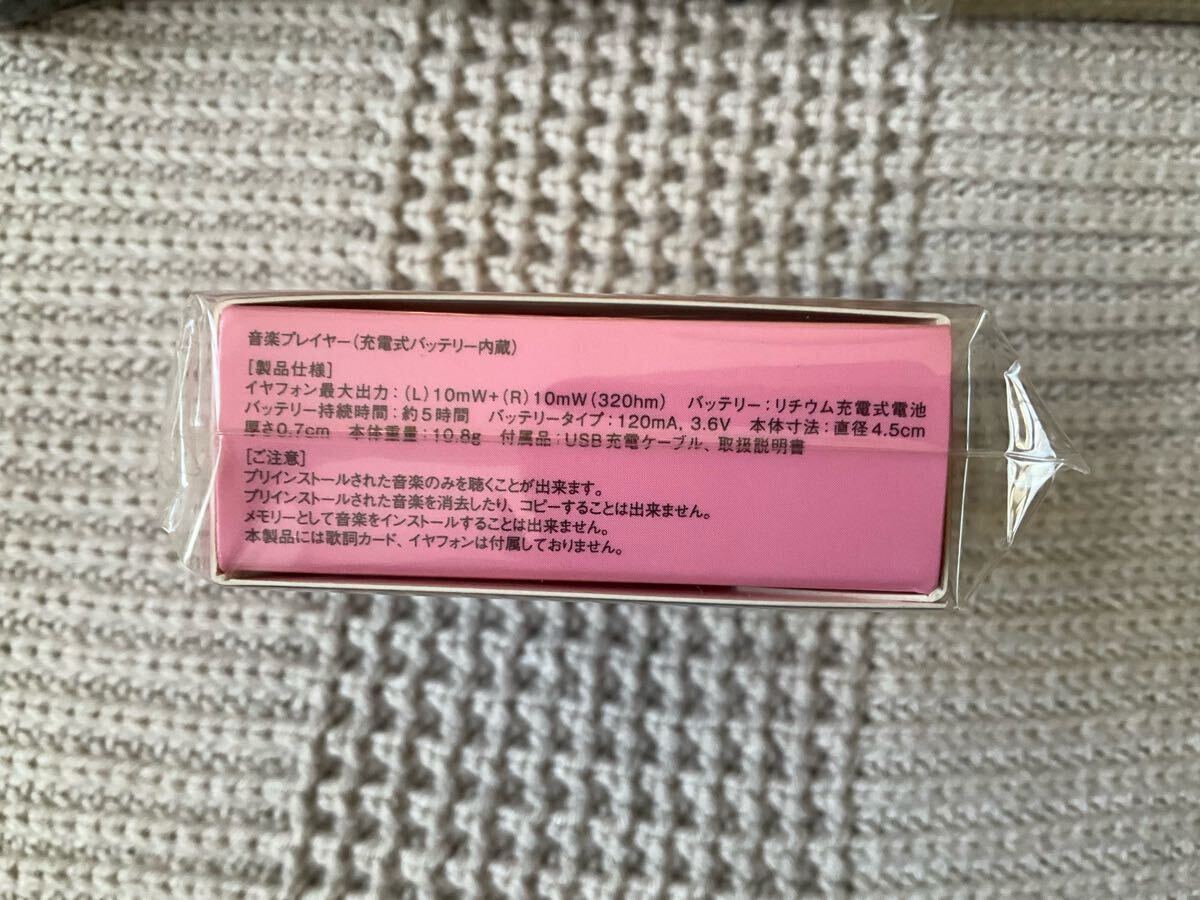 音楽プレイヤー(充電式バッテリー内蔵)
[製品仕様]
イヤフォン最大出力:(L)10mW+(R)10mW(320hm) バッテリー:リチウム充電式電池
バッテリー持続時間:約5時間 バッテリータイプ:120mA, 3.6V 本体寸法:直径4.5cm
厚さ0.7cm 本体重量:10.8g 付属品:USB充電ケーブル、取扱説明書
[ご注意]
プリインストールされた音楽のみを聴くことが出来ます。
プリインストールされた音楽を消去したり、コピーすることは出来ません。
メモリーとして音楽をインストールすることは出来ません。
本製品には歌詞カード、イヤフォンは付属しておりません。